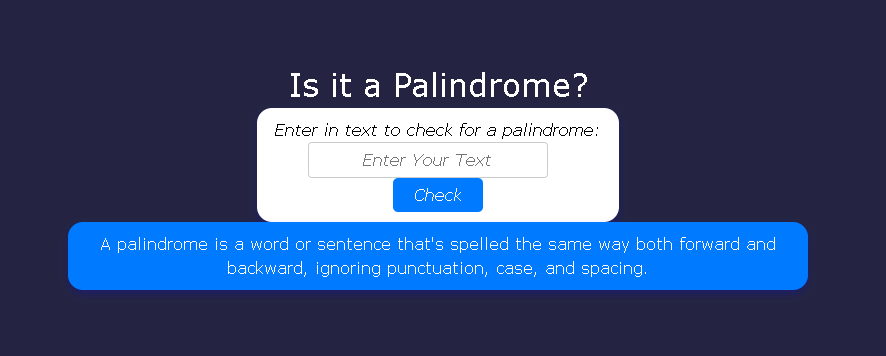 Is it a Palindrome?
Enter in text to check for a palindrome:
Enter Your Text
Check
A palindrome is a word or sentence that's spelled the same way both forward and
backward, ignoring punctuation, case, and spacing.